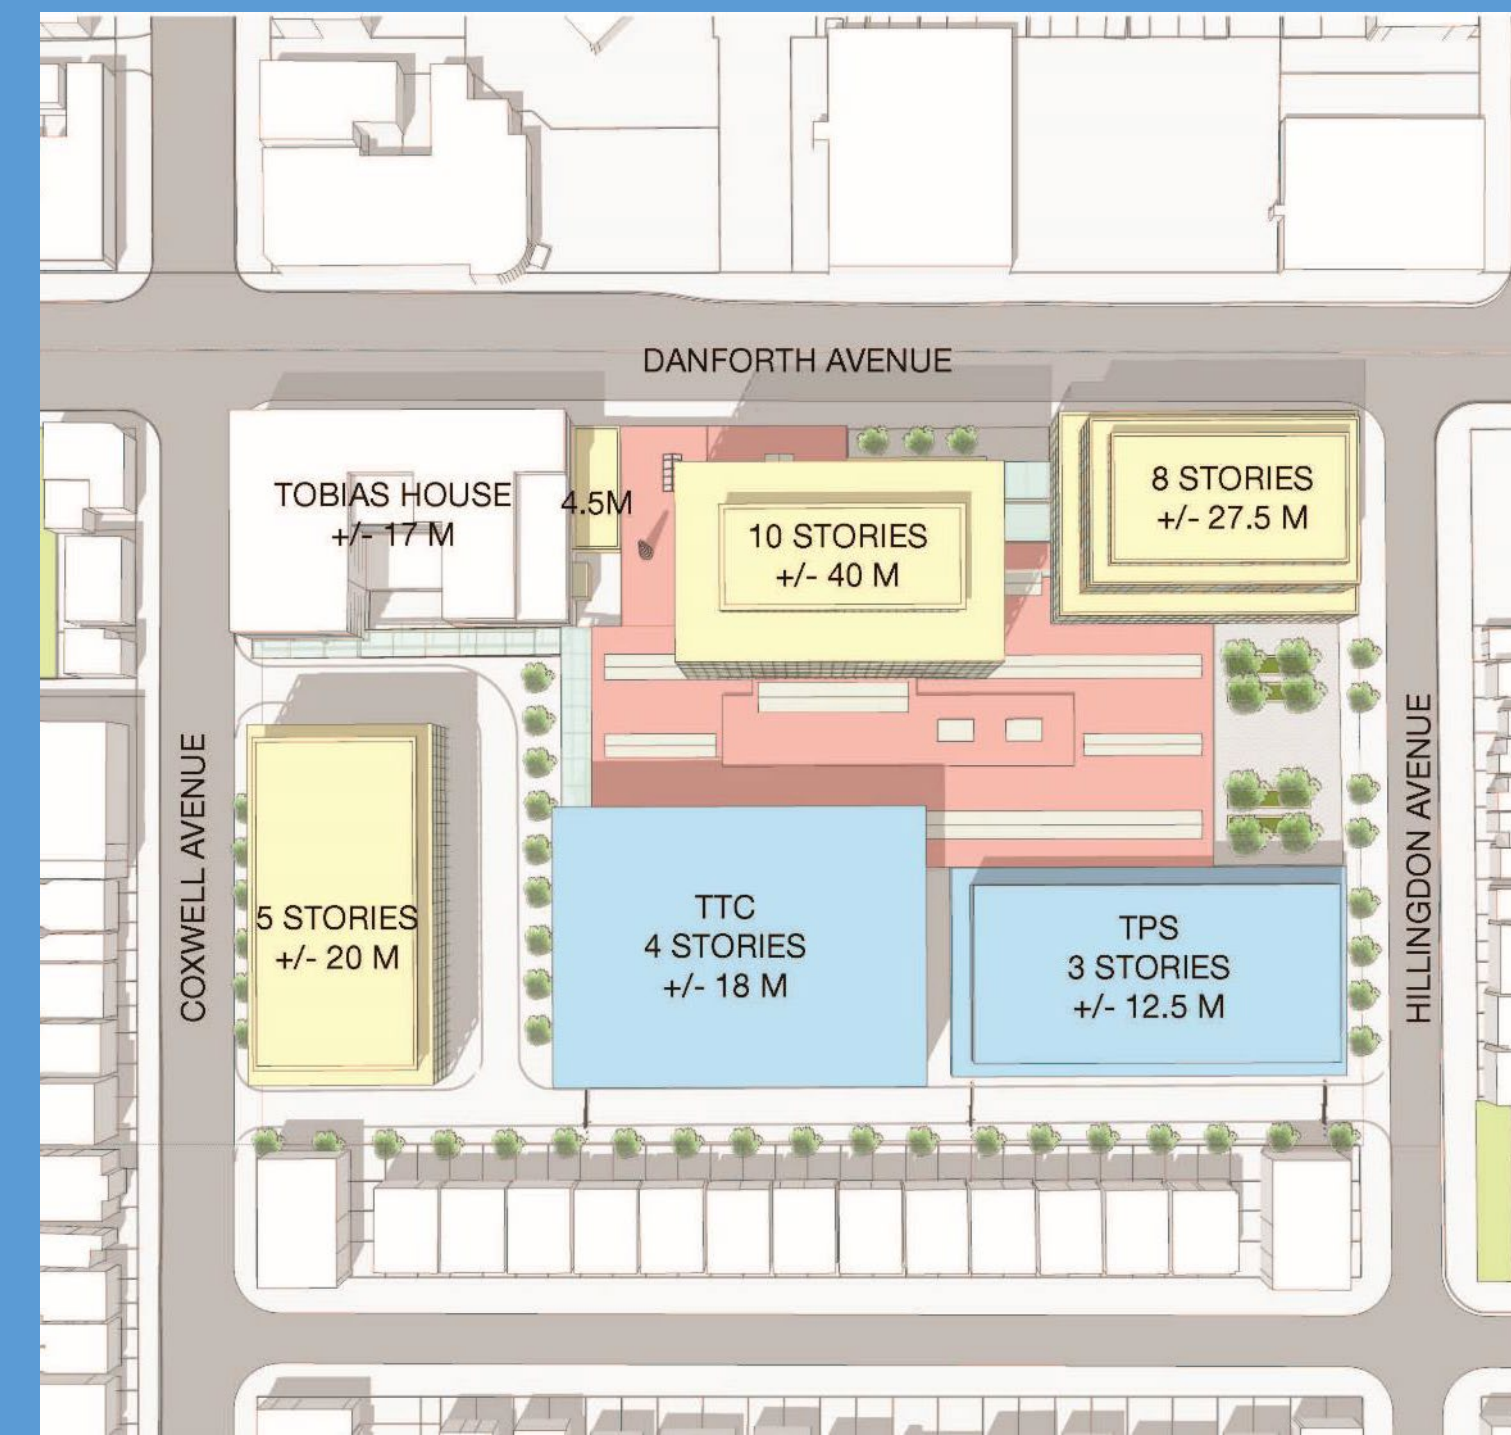 DANFORTH AVENUE
TOBIAS HOUSE
+/- 17 M
4.5M
10 STORIES
+/- 40 M
8 STORIES
+/- 27.5 M
COXWELL AVENUE
5 STORIES
+/- 20 M
TTC
4 STORIES
+/- 18 M
TPS
3 STORIES
+/- 12.5 M
HILLINGDON AVENUE